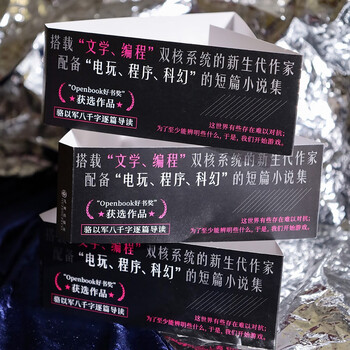 搭载“文学、编程”双核系统的新生代作家
配备“电玩、程序、科幻”的短篇小说集
“Openbook好书奖”
获选作品
骆以军八千字逐篇导读
这世界有些存在难以对抗；
为了至少能辨明些什么，于是，我们开始游戏。
搭载“文学、编程”双核系统的新生代作家
配备“电玩、程序、科幻”的短篇小说集
“Openbook好书奖”
获选作品
骆以军八千字逐篇导读
这世界有些存在难以对抗；
为了至少能辨明些什么，于是，我们开始游戏。
搭载“文学、编程”双核系统的新生代作家
配备“电玩、程序、科幻”的短篇小说集
“Openbook好书奖”
获选作品
骆以军八千字逐篇导读
这世界有些存在难以对抗；
为了至少能辨明些什么，于是，我们开始游戏。